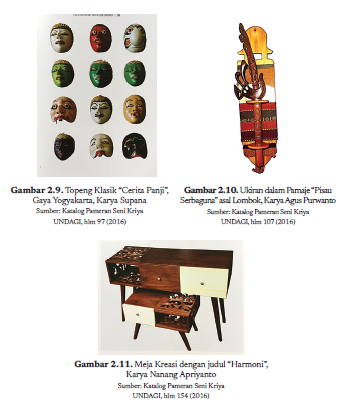 Gambar 2.9. Topeng Klasik "Cerita Panji",
Gaya Yogyakarta, Karya Supana
Sumber: Katalog Pameran Seni Kriya
UNDAGI, hlm 97 (2016)
Gambar 2.10. Ukiran dalam Pamaje "Pisau
Serbaguna" asal Lombok, Karya Agus Purwanto
Sumber: Katalog Pameran Seni Kriya
UNDAGI, hlm 107 (2016)
Gambar 2.11. Meja Kreasi dengan judul "Harmoni",
Karya Nanang Apriyanto
Sumber: Katalog Pameran Seni Kriya
UNDAGI, hlm 154 (2016)